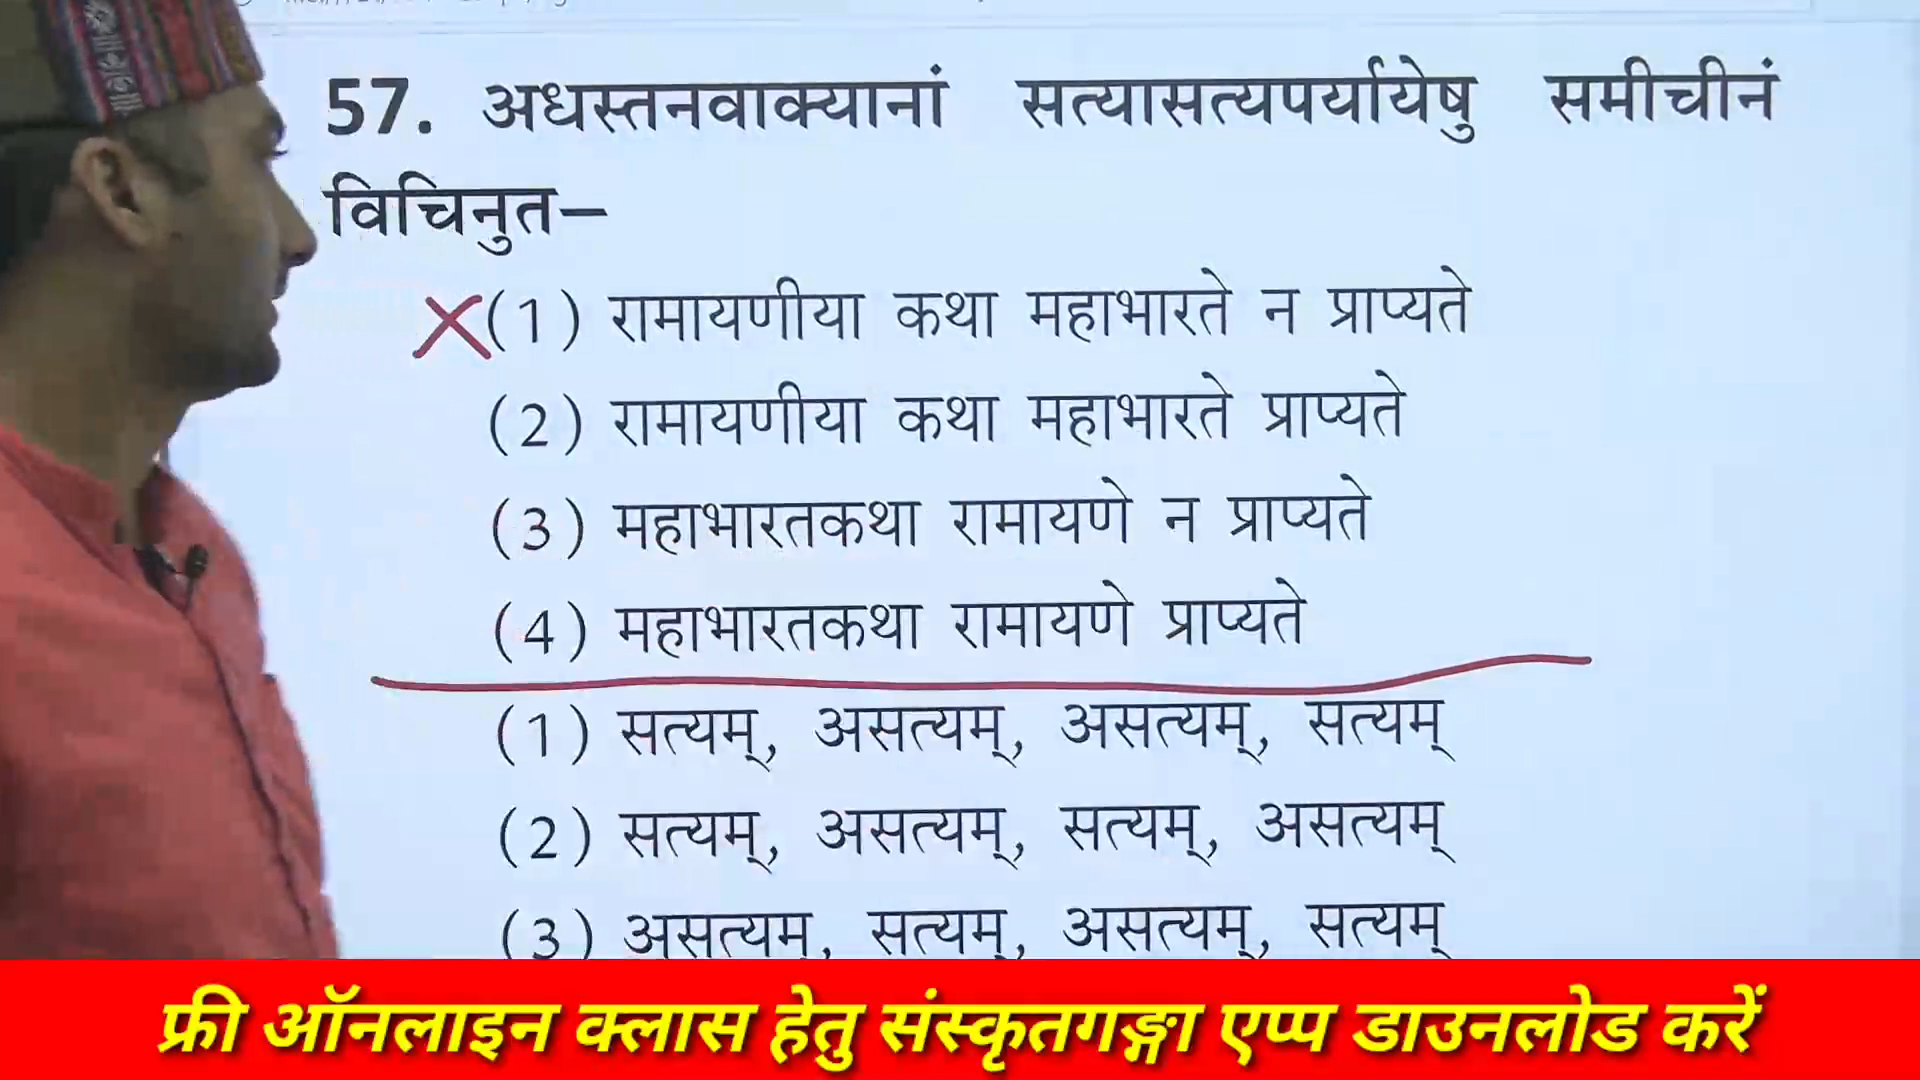 57. अधस्तनवाक्यानां सत्यासत्यपर्यायेषु समीचीनं
विचिनुत–
(1) रामायणीया कथा महाभारते न प्राप्यते
(2) रामायणीया कथा महाभारते प्राप्यते
(3) महाभारतकथा रामायणे न प्राप्यते
(4) महाभारतकथा रामायणे प्राप्यते
(1) सत्यम्, असत्यम्, असत्यम्, सत्यम्
(2) सत्यम्, असत्यम्, सत्यम्, असत्यम्
(3) असत्यम्, सत्यम्, असत्यम्, सत्यम्
फ्री ऑनलाइन क्लास हेतु संस्कृतगङ्गा एप्प डाउनलोड करें